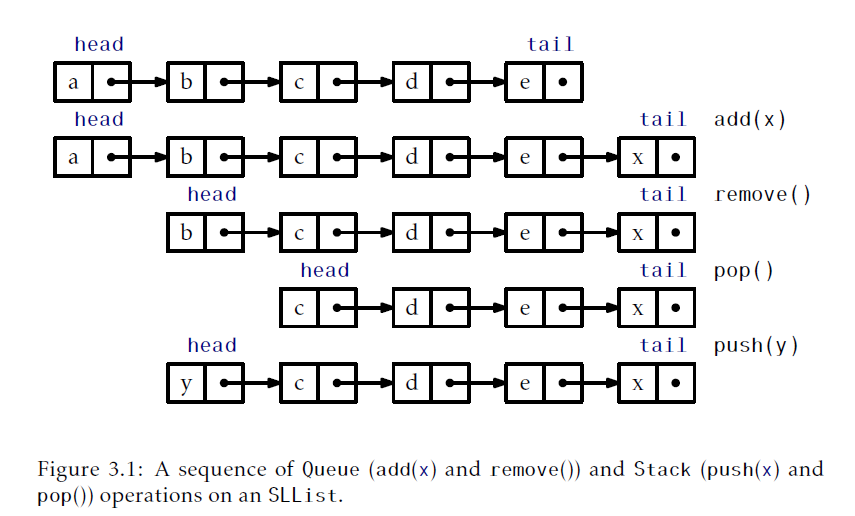 head tail
a b c d e
head tail add(x)
a b c d e x
head tail remove()
b c d e x
head tail pop()
c d e x
head tail push(y)
y c d e x
Figure 3.1: A sequence of Queue (add(x) and remove()) and Stack (push(x) and
pop()) operations on an SLList.